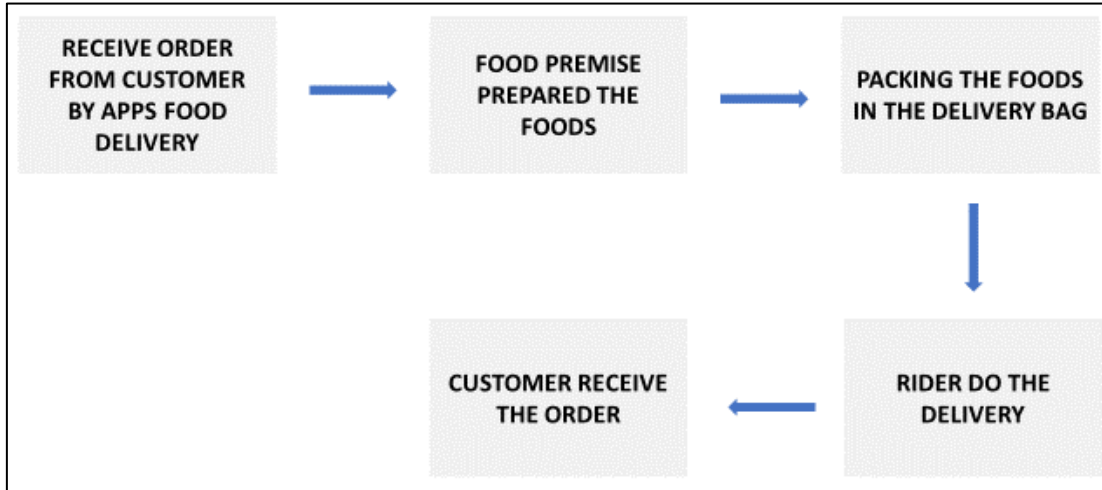 RECEIVE ORDER
FROM CUSTOMER
BY APPS FOOD
DELIVERY
FOOD PREMISE
PREPARED THE
FOODS
PACKING THE FOODS
IN THE DELIVERY BAG
RIDER DO THE
DELIVERY
CUSTOMER RECEIVE
THE ORDER